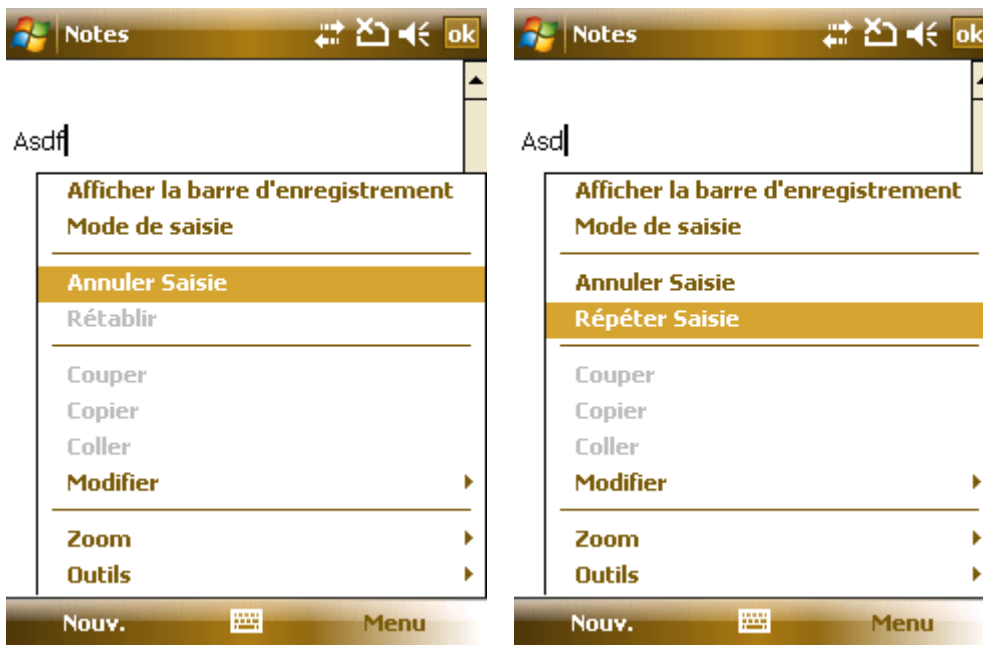 Notes
ok
Asdf
Afficher la barre d'enregistrement
Mode de saisie
Annuler Saisie
Rétablir
Couper
Copier
Coller
Modifier
Zoom
Outils
Nouv.
Menu
Notes
ok
Asd
Afficher la barre d'enregistrement
Mode de saisie
Annuler Saisie
Répéter Saisie
Couper
Copier
Coller
Modifier
Zoom
Outils
Nouv.
Menu